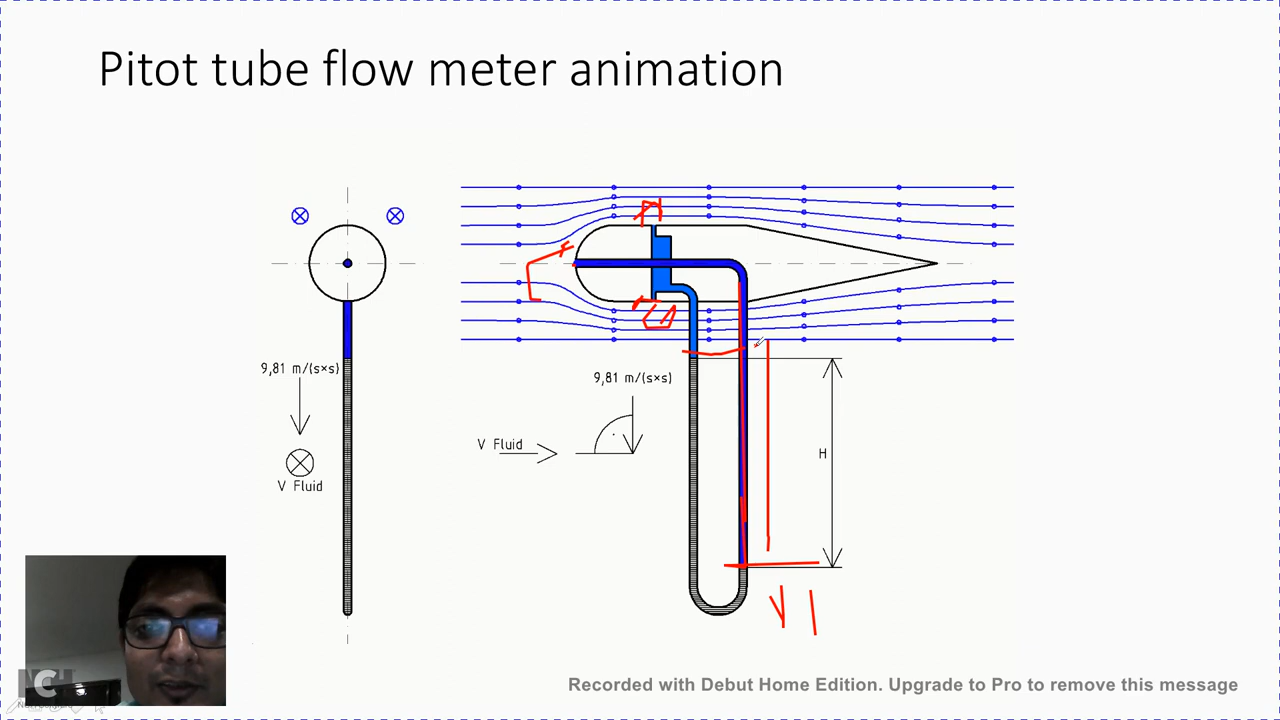 Pitot tube flow meter animation
9,81 m/(s×s)
V Fluid
9,81 m/(s×s)
V Fluid
H
V1
Recorded with Debut Home Edition. Upgrade to Pro to remove this message